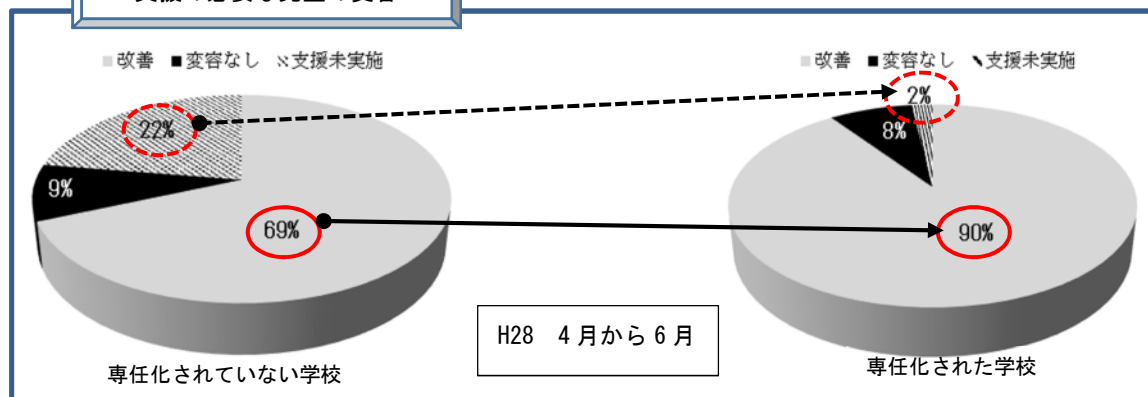 ■改善 ■変容なし ※支援未実施
22%
9%
69%
専任化されていない学校
H28 4月から6月
■改善 ■変容なし 支援未実施
2%
8%
90%
専任化された学校